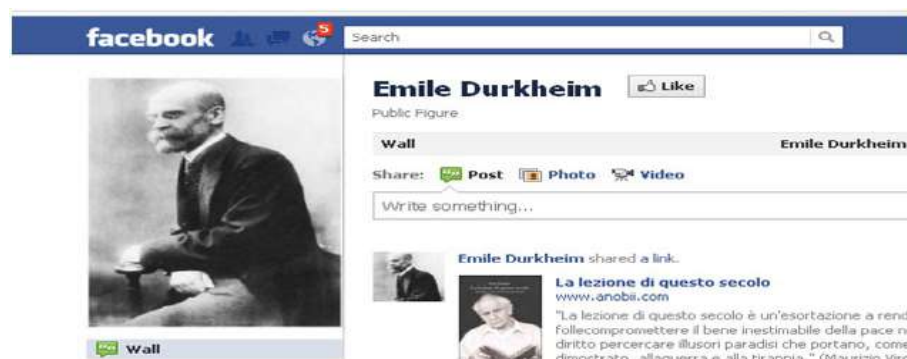 facebook 5 Search
Emile Durkheim Like
Public Figure
Wall Emile Durkheim
Share: Post Photo Video
Write something...
Emile Durkheim shared a link.
La lezione di questo secolo
www.anobii.com
"La lezione di questo secolo è un'esortazione a rend
follecompromettere il bene inestimabile della pace n
diritto percercare illusori paradisi che portano, come
dimostrato, allaguerra e alla tirannia." (Maurizio
Wall